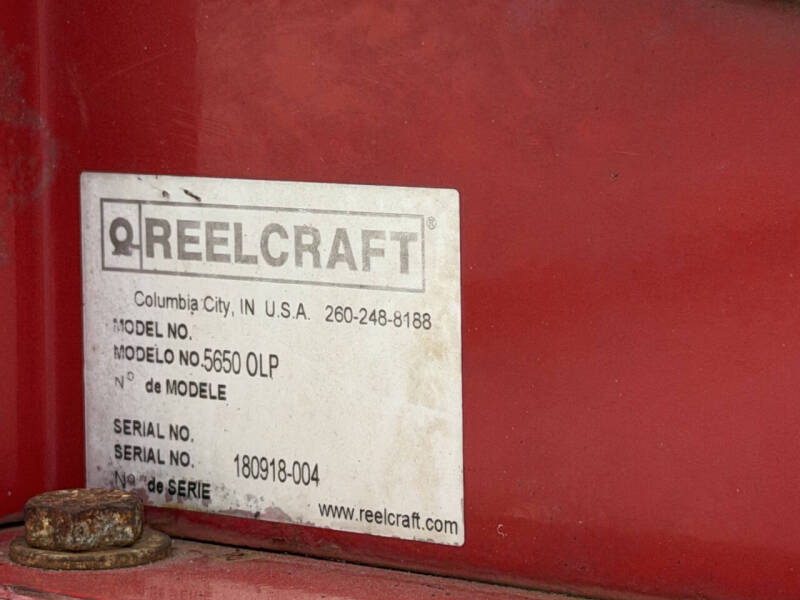 REELCRAFT®
Columbia City, IN U.S.A. 260-248-8188
MODEL NO.
MODELO NO. 5650 OLP
N° de MODELE
SERIAL NO.
SERIAL NO. 180918-004
No de SERIE
www.reelcraft.com